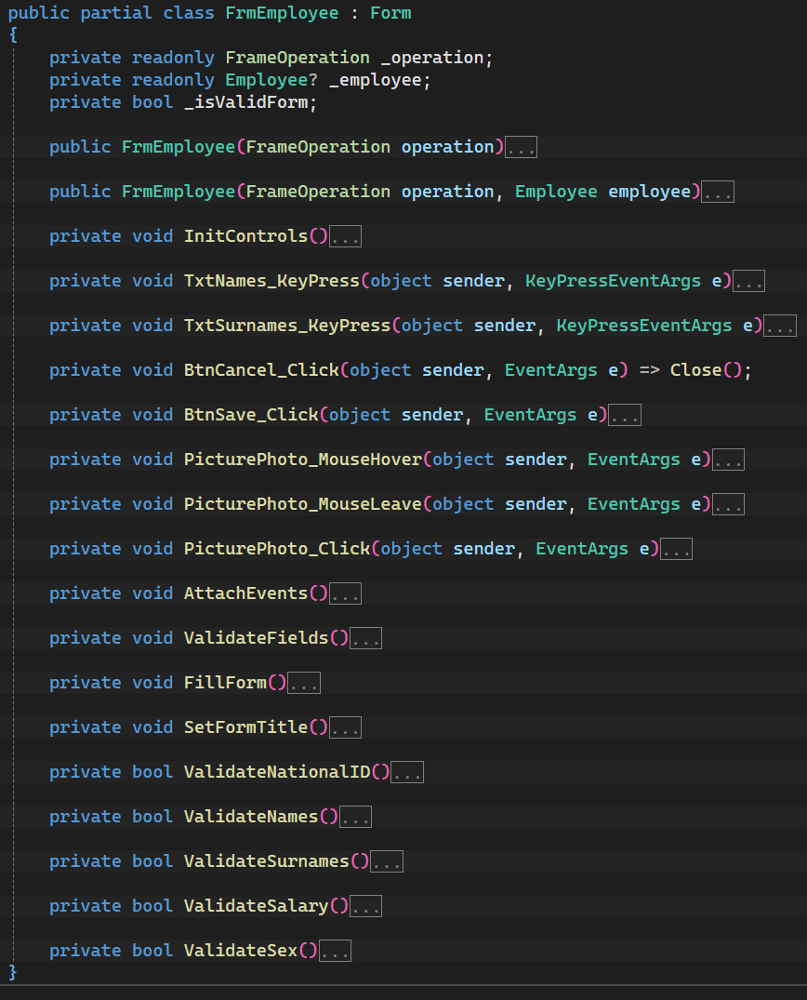 public partial class FrmEmployee : Form
{
private readonly FrameOperation _operation;
private readonly Employee? _employee;
private bool _isValidForm;
public FrmEmployee(FrameOperation operation)...
public FrmEmployee(FrameOperation operation, Employee employee)...
private void InitControls()...
private void TxtNames_KeyPress(object sender, KeyPressEventArgs e)...
private void TxtSurnames_KeyPress(object sender, KeyPressEventArgs e)...
private void BtnCancel_Click(object sender, EventArgs e) => Close();
private void BtnSave_Click(object sender, EventArgs e)...
private void PicturePhoto_MouseHover(object sender, EventArgs e)...
private void PicturePhoto_MouseLeave(object sender, EventArgs e)...
private void PicturePhoto_Click(object sender, EventArgs e)...
private void AttachEvents()...
private void ValidateFields()...
private void FillForm()...
private void SetFormTitle()...
private bool ValidateNationalID()...
private bool ValidateNames()...
private bool ValidateSurnames()...
private bool ValidateSalary()...
private bool ValidateSex()...
}